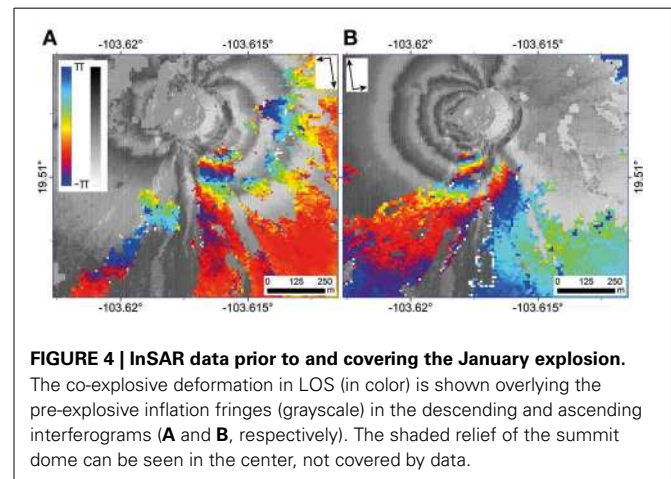 A
B
-103.62°
-103.615°
-103.62°
-103.615°
π
-π
19.51°
19.51°
0 125 250
m
0 125 250
m
-103.62°
-103.615°
-103.62°
-103.615°
FIGURE 4 | InSAR data prior to and covering the January explosion.
The co-explosive deformation in LOS (in color) is shown overlying the
pre-explosive inflation fringes (grayscale) in the descending and ascending
interferograms (A and B, respectively). The shaded relief of the summit
dome can be seen in the center, not covered by data.